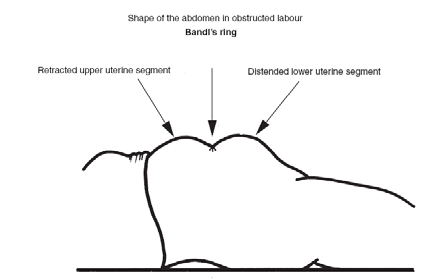 Shape of the abdomen in obstructed labour
Bandl's ring
Retracted upper uterine segment
Distended lower uterine segment